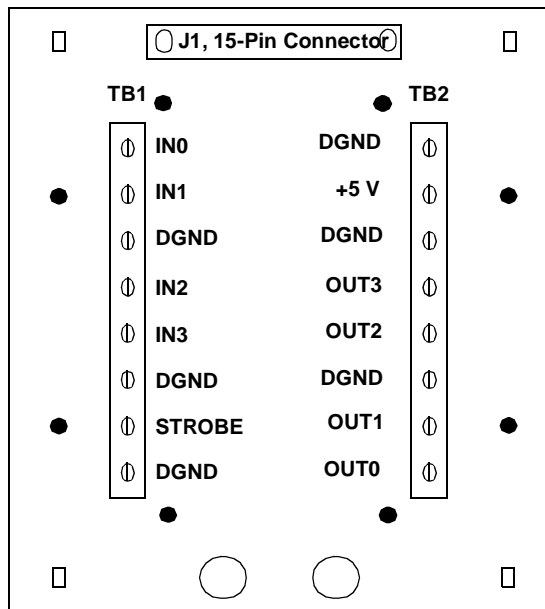 J1, 15-Pin Connector
TB1
TB2
IN0
DGND
IN1
+5 V
DGND
DGND
IN2
OUT3
IN3
OUT2
DGND
DGND
STROBE
OUT1
DGND
OUT0